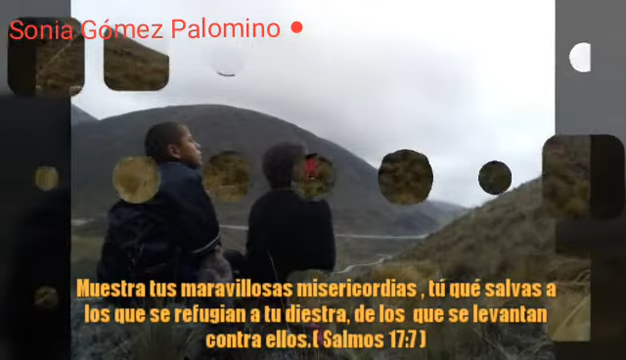 Sonia Gómez Palomino
Muestra tus maravillosas misericordias , tú qué salvas a
los que se refugian a tu diestra, de los que se levantan
contra ellos.( Salmos 17:7 )